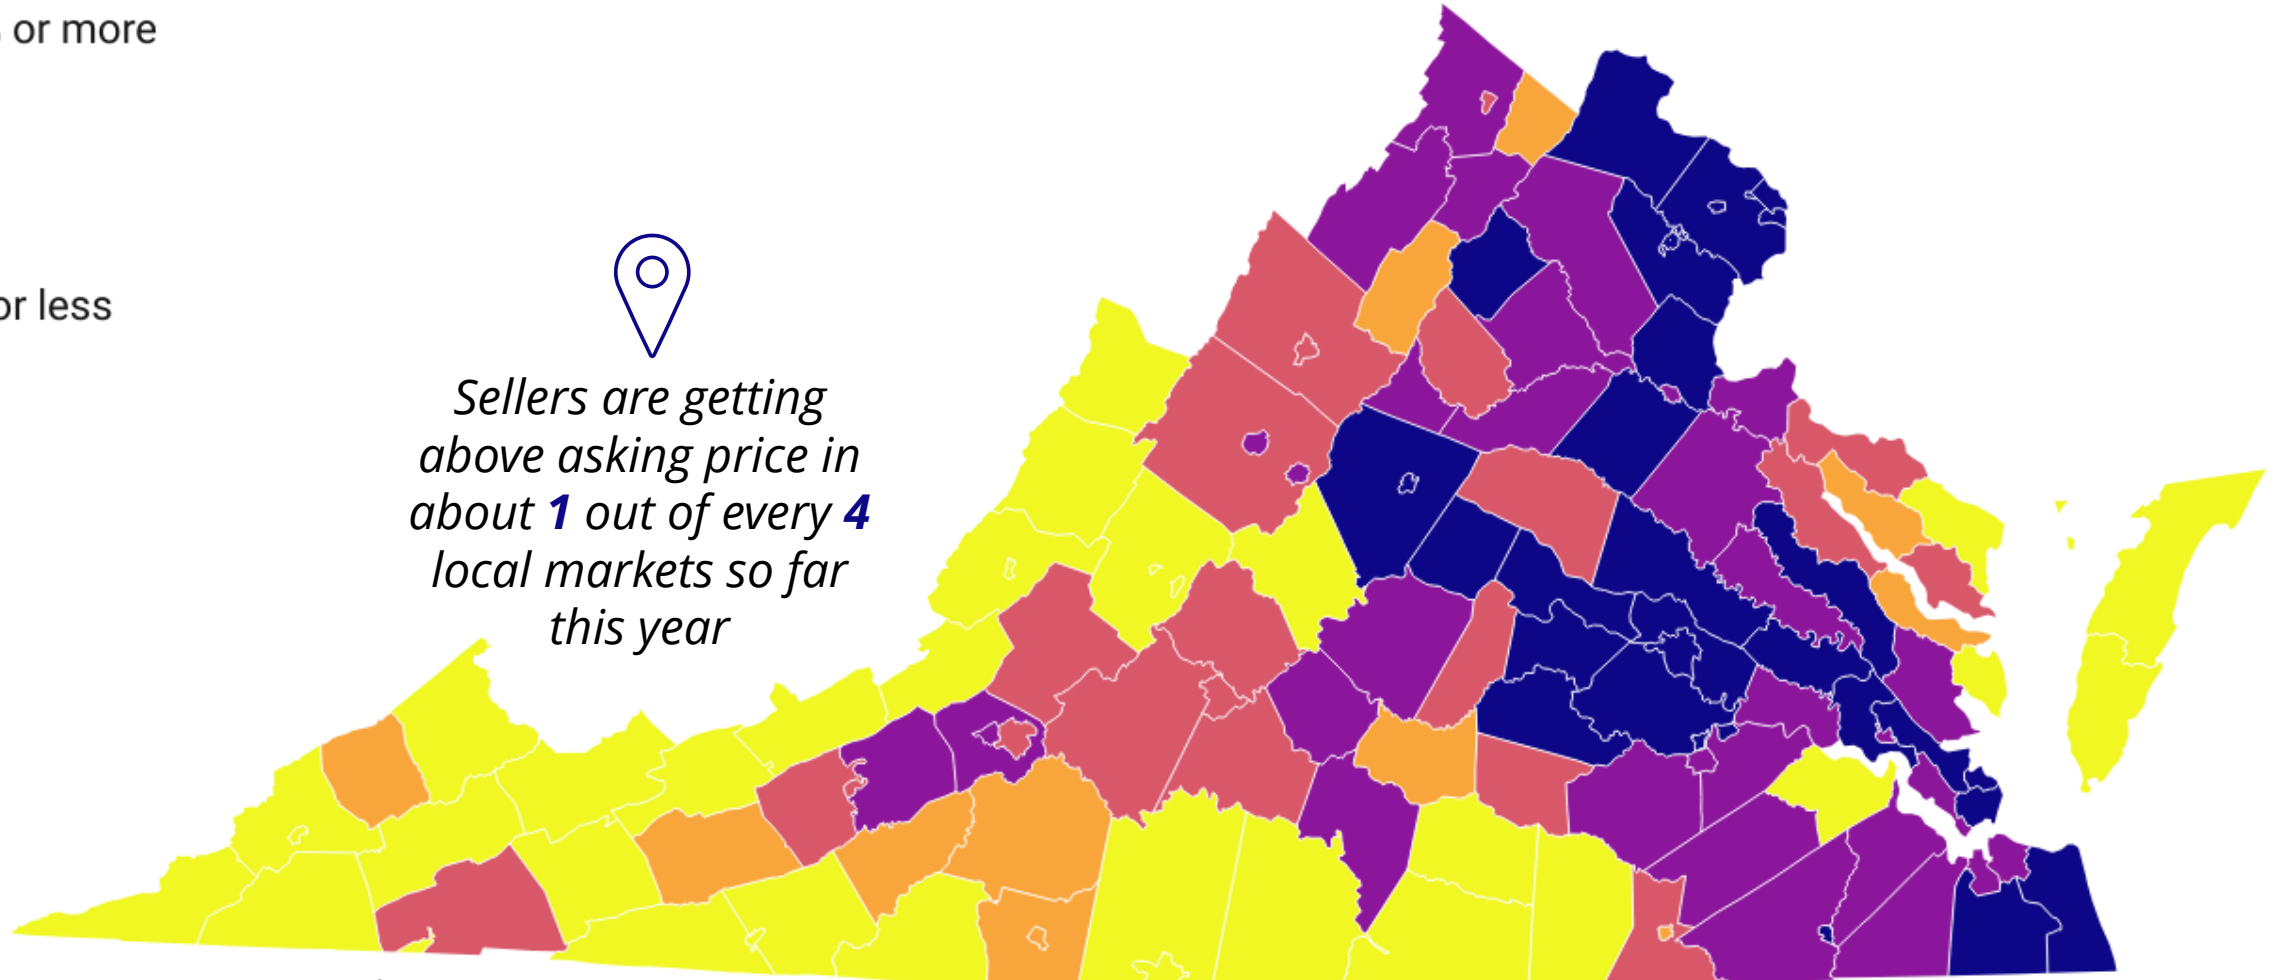 or more
or less
Sellers are getting
above asking price in
about 1 out of every 4
local markets so far
this year